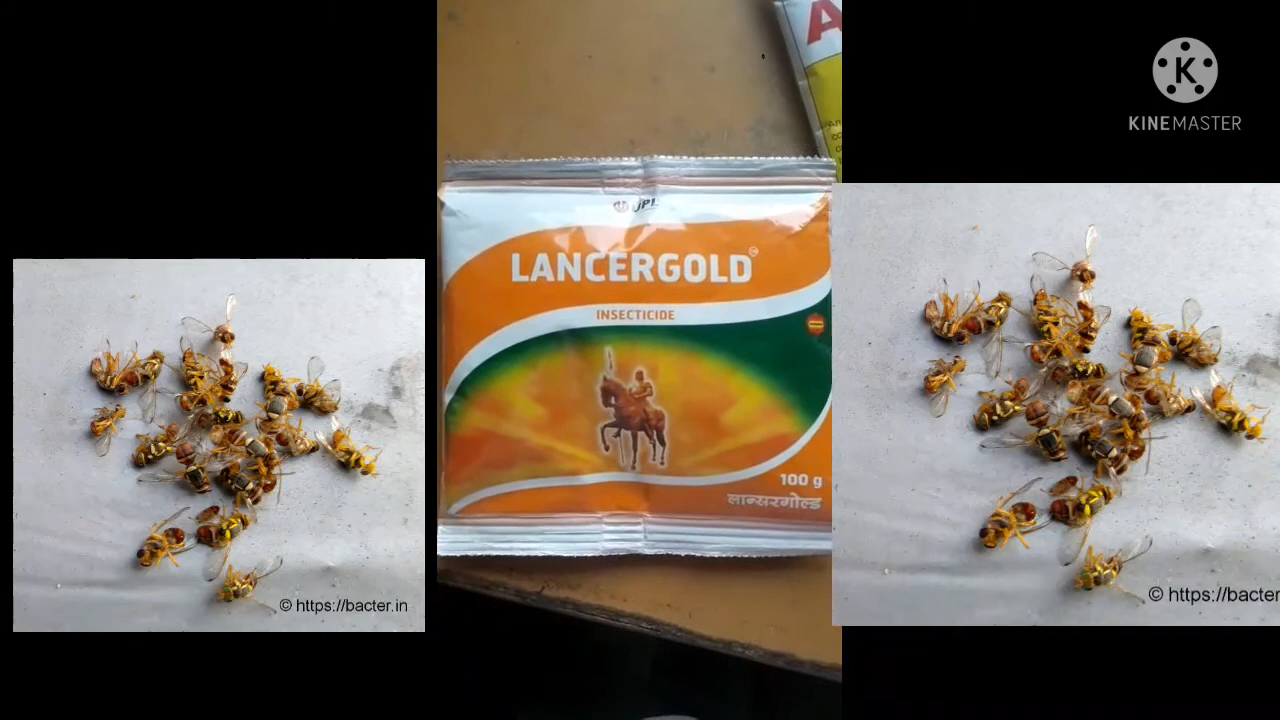 A
KINEMASTER
UPL
LANCERGOLD
INSECTICIDE
100 g
लान्सरगोल्ड
© https://bacter.in
© https://bacter